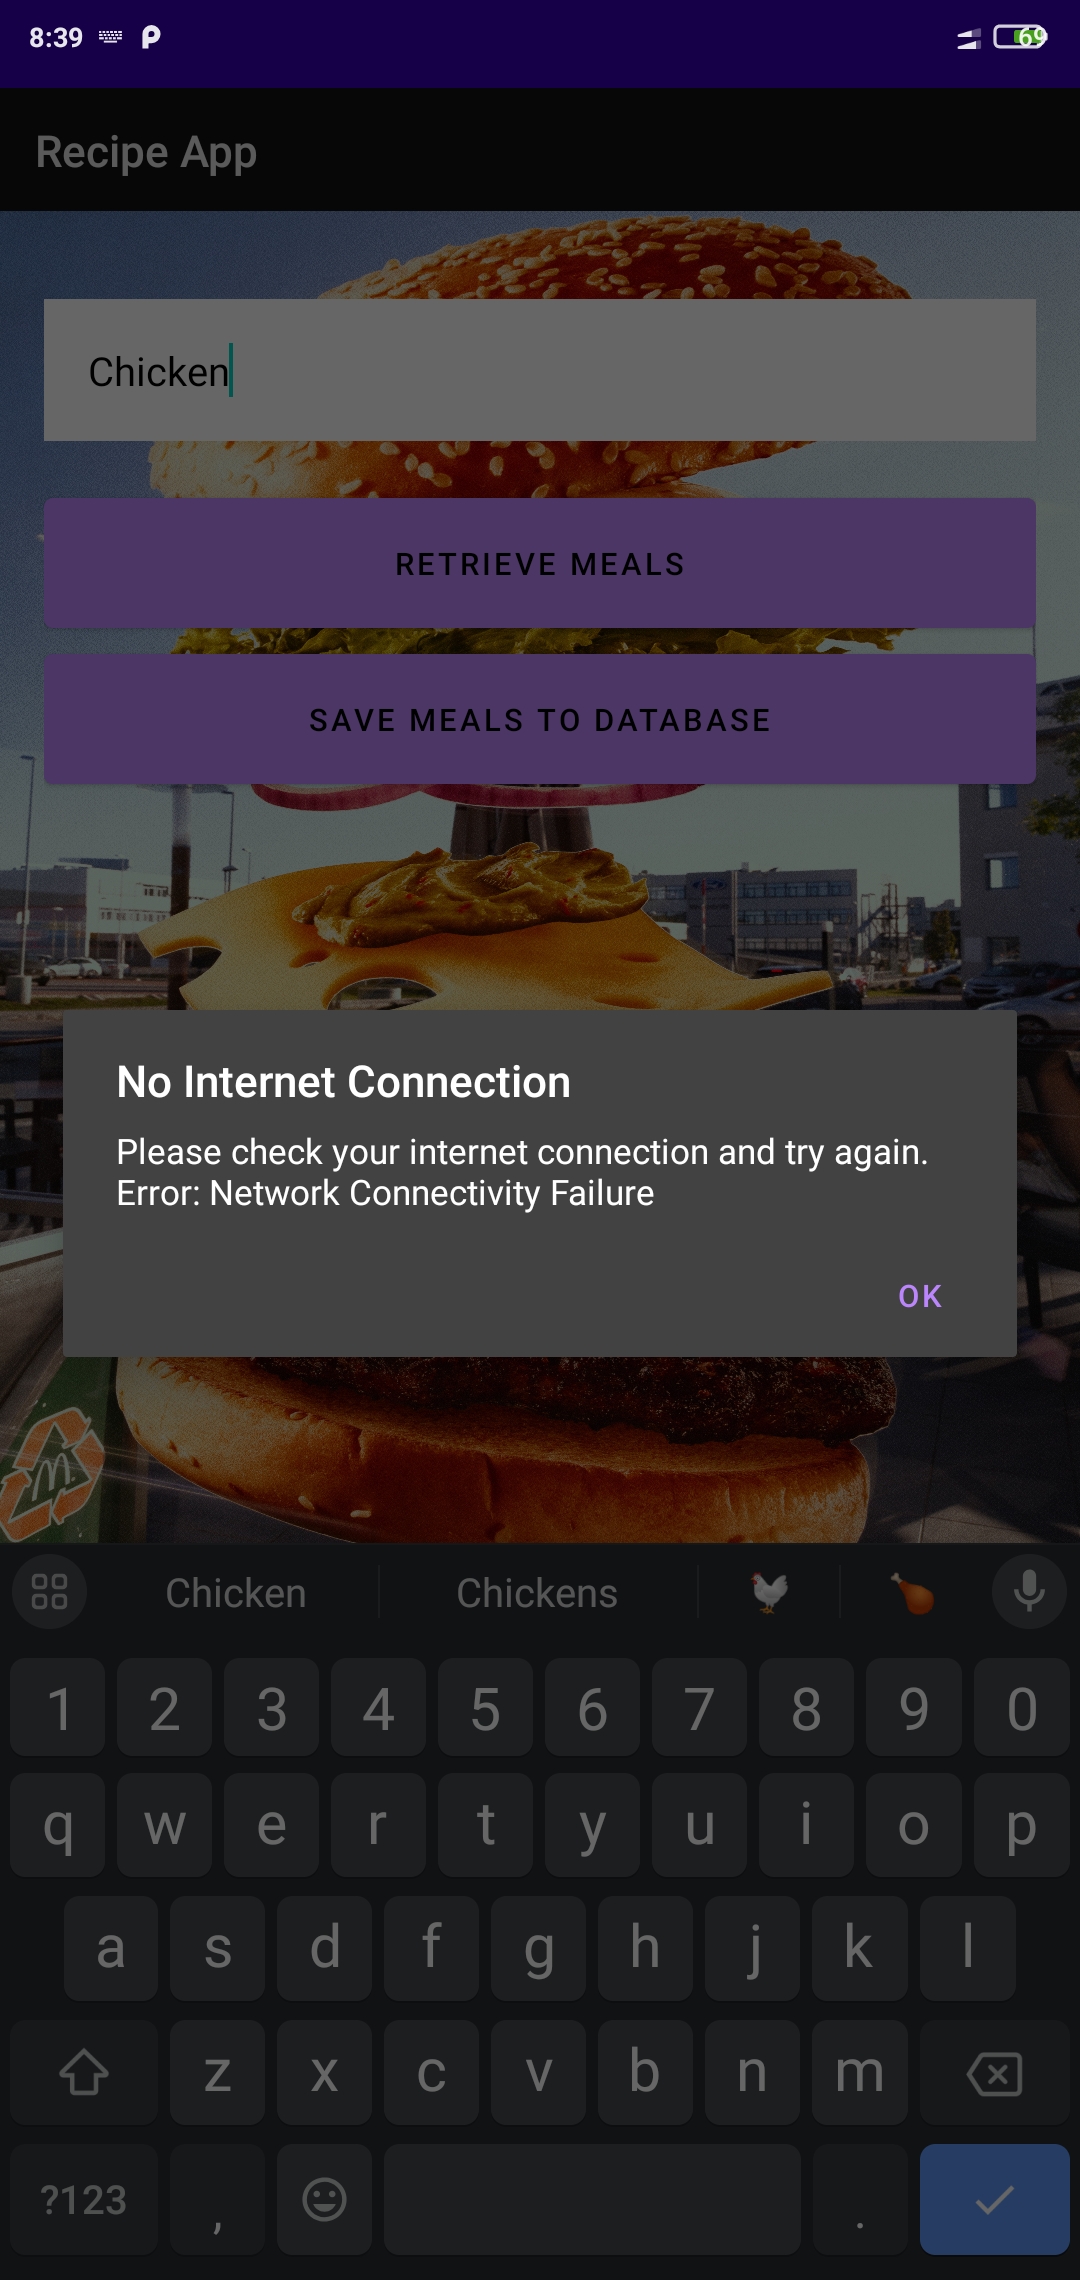 8:39
69
Recipe App
Chicken
RETRIEVE MEALS
SAVE MEALS TO DATABASE
No Internet Connection
Please check your internet connection and try again.
Error: Network Connectivity Failure
OK
Chicken Chickens
1 2 3 4 5 6 7 8 9 0
q w e r t y u i o p
a s d f g h j k l
z x c v b n m
?123 , .